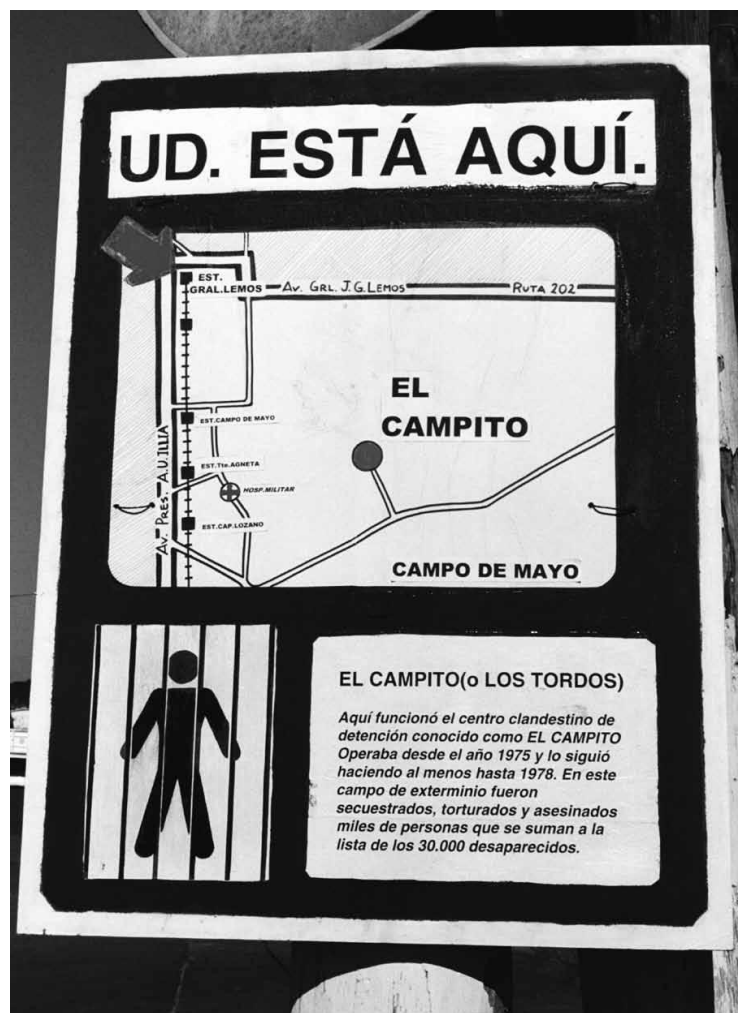 UD. ESTÁ AQUÍ.
EST.
GRAL.LEMOS
AV. GRL. J.G.LEMOS
RUTA 202
EL
CAMPITO
EST.CAMPO DE MAYO
EST.Tte.AGNETA
HOSP.MILITAR
EST.CAP.LOZANO
AV. PRES. A.U.ILLIA
CAMPO DE MAYO
EL CAMPITO(o LOS TORDOS)
Aquí funcionó el centro clandestino de
detención conocido como EL CAMPITO
Operaba desde el año 1975 y lo siguió
haciendo al menos hasta 1978. En este
campo de exterminio fueron
secuestrados, torturados y asesinados
miles de personas que se suman a la
lista de los 30.000 desaparecidos.